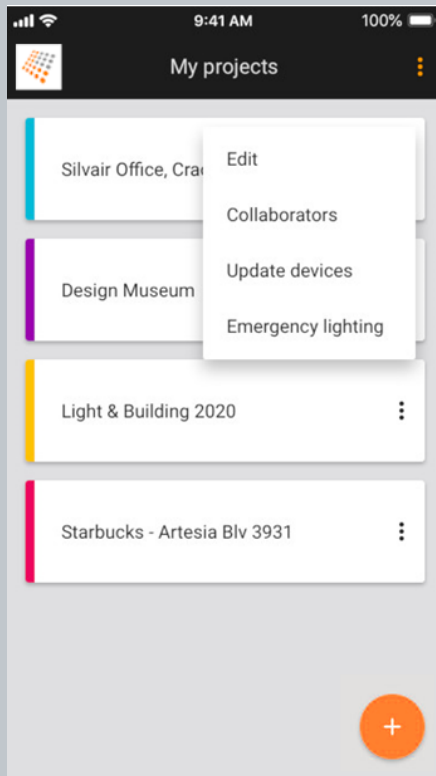 9:41 AM
100%
My projects
Silvair Office,
Edit
Collaborators
Design Museum
Update devices
Emergency lighting
Light & Building 2020
Starbucks - Artesia Blv 3931
+